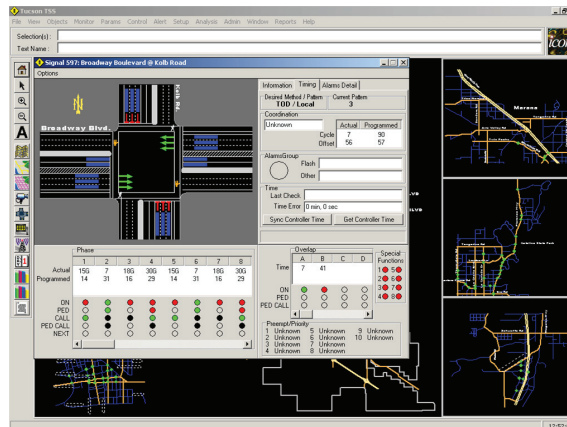 Tucson TSS
File View Objects Monitor Params Control Alert Setup Analysis Admin Window Reports Help
Selection(s) :
Text Name :
Signal 597: Broadway Boulevard @ Kolb Road
Options
N
Kolb Rd.
Broadway Blvd.
Information Timing Alarms Detail
Desired Method / Pattern Current Pattern
TOD / Local 3
Coordination
Unknown
Actual Programmed
Cycle 7 90
Offset 56 57
AlarmsGroup
Flash
Other
Time
Last Check
Time Error 0 min, 0 sec
Sync Controller Time Get Controller Time
Phase
1 2 3 4 5 6 7 8
Actual 15G 7 18G 30G 15G 7 18G 30G
Programmed 14 31 16 29 14 31 16 29
ON
PED
CALL
PED CALL
NEXT
Overlap
A B C D
Time 7 41
ON
PED
PED CALL
Special Functions
1 5
2 6
3 7
4 8
Preempt/Priority
1 Unknown 5 Unknown 9 Unknown
2 Unknown 6 Unknown 10 Unknown
3 Unknown 7 Unknown
4 Unknown 8 Unknown
BLVD
Marana